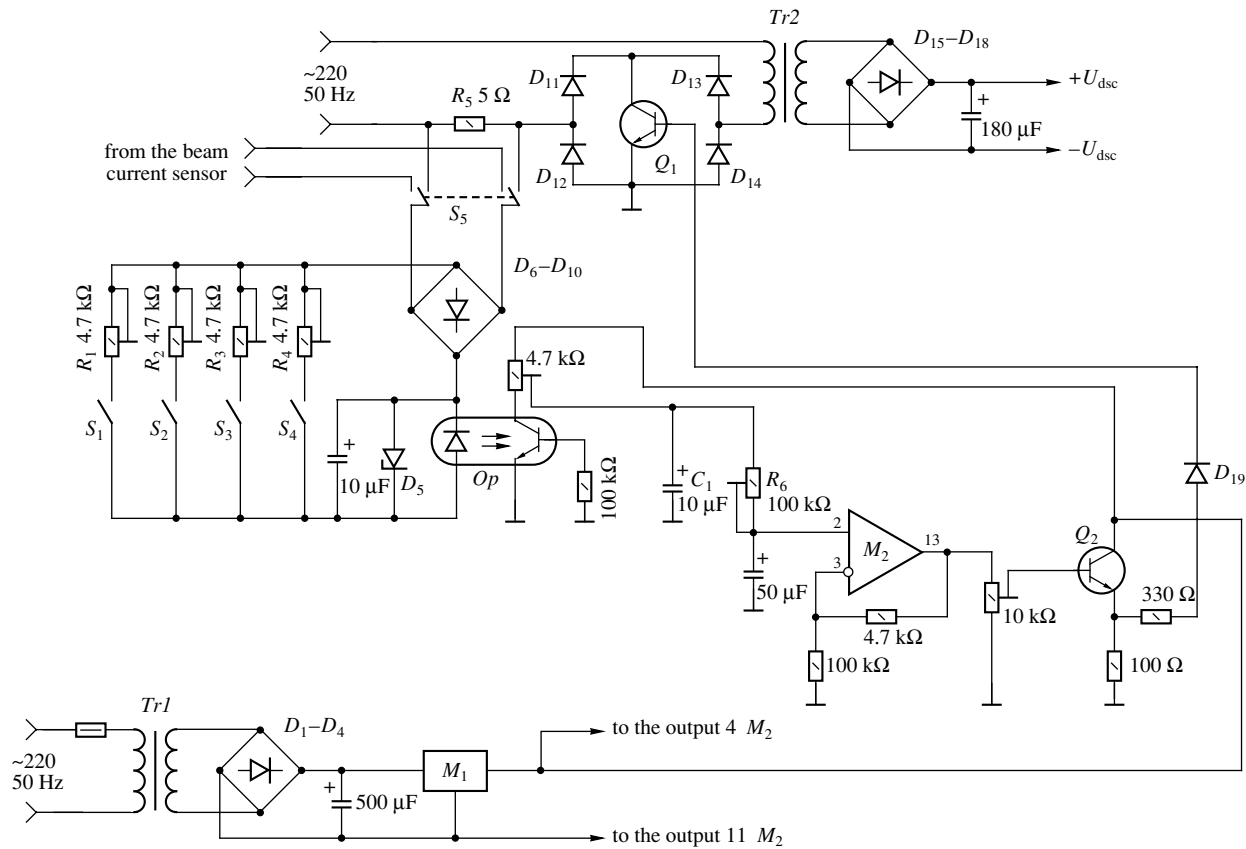 Tr2
D15–D18
~220
50 Hz
D11
D13
+Udsc
R5 5 Ω
180 µF
from the beam
current sensor
Q1
−Udsc
D12
D14
S5
D6–D10
R1 4.7 kΩ
R2 4.7 kΩ
R3 4.7 kΩ
R4 4.7 kΩ
4.7 kΩ
S1
S2
S3
S4
+
10 µF
D5
Op
100 kΩ
+
C1
10 µF
R6
100 kΩ
D19
2
M2
13
3
Q2
+
50 µF
4.7 kΩ
10 kΩ
330 Ω
100 kΩ
100 Ω
Tr1
D1–D4
to the output 4 M2
~220
50 Hz
M1
+
500 µF
to the output 11 M2
+